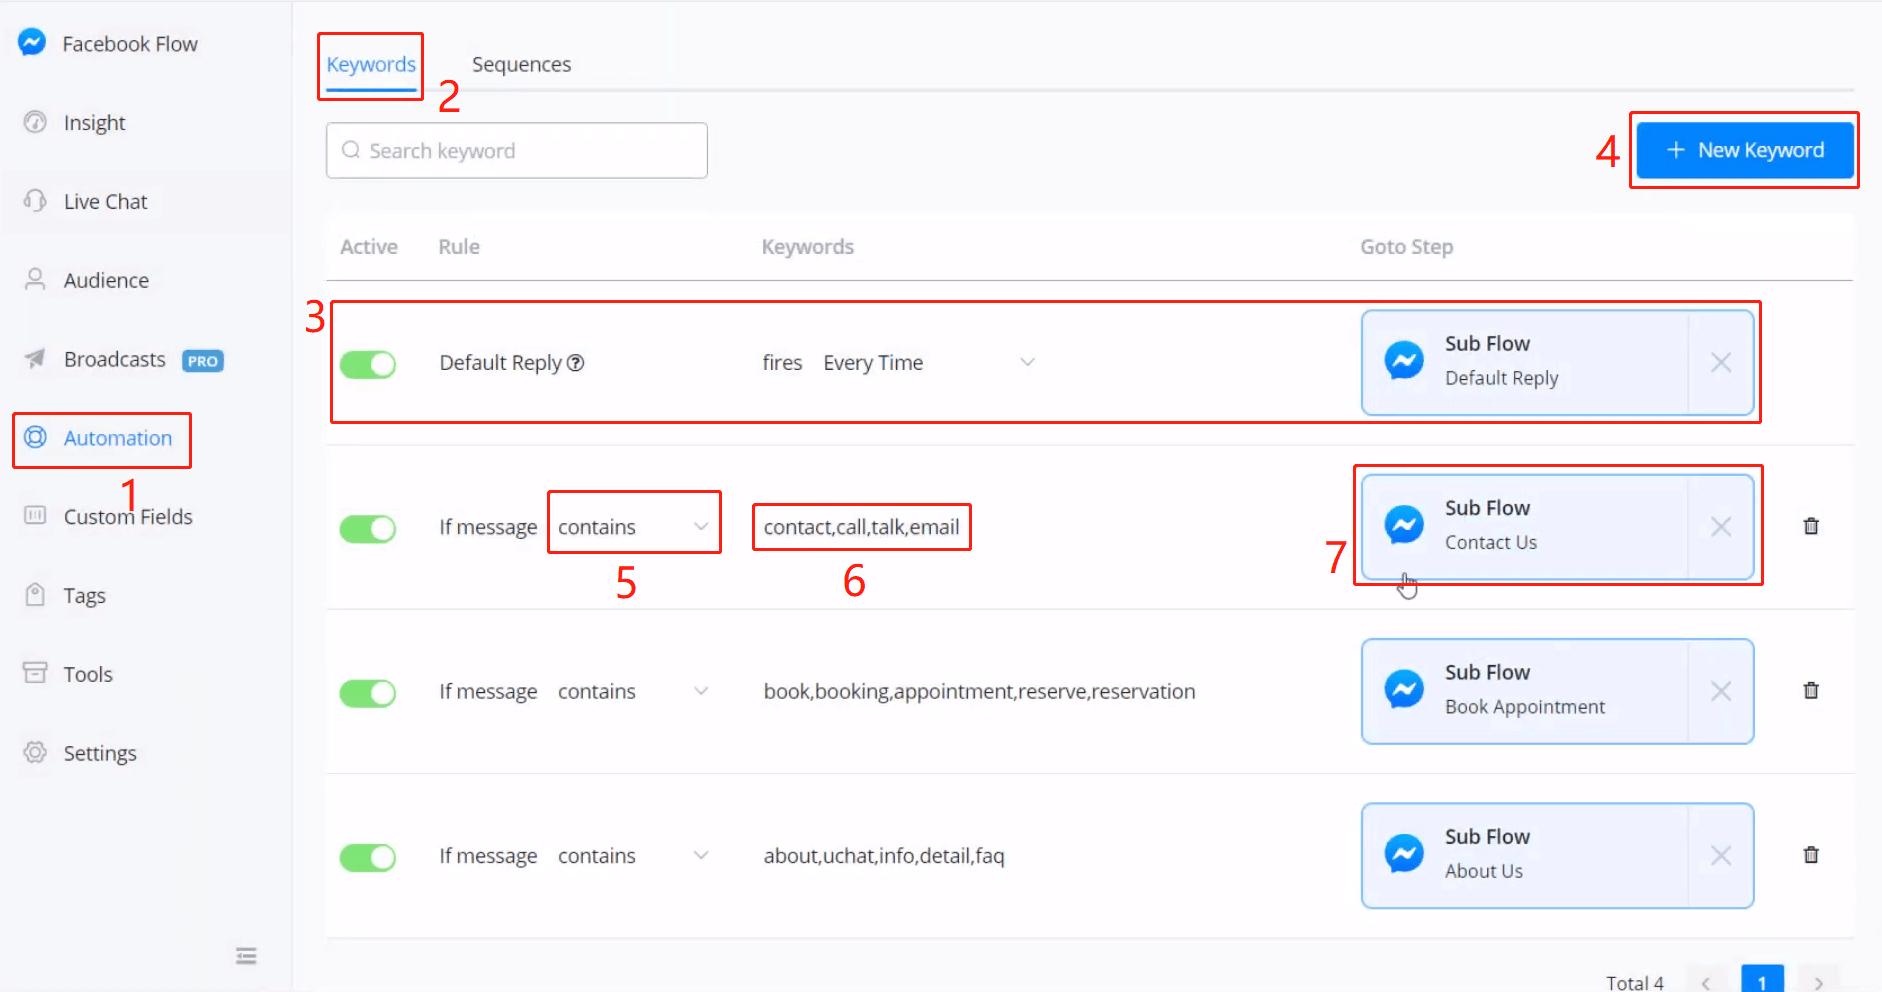 Facebook Flow
Insight
Live Chat
Audience
Broadcasts PRO
Automation
1
Custom Fields
Tags
Tools
Settings
Keywords Sequences
2
Search keyword
4 + New Keyword
Active Rule Keywords Goto Step
3
Default Reply ? fires Every Time
Sub Flow
Default Reply
If message contains contact,call,talk,email
5 6 7
Sub Flow
Contact Us
If message contains book,booking,appointment,reserve,reservation
Sub Flow
Book Appointment
If message contains about,uchat,info,detail,faq
Sub Flow
About Us
Total 4 < 1 >